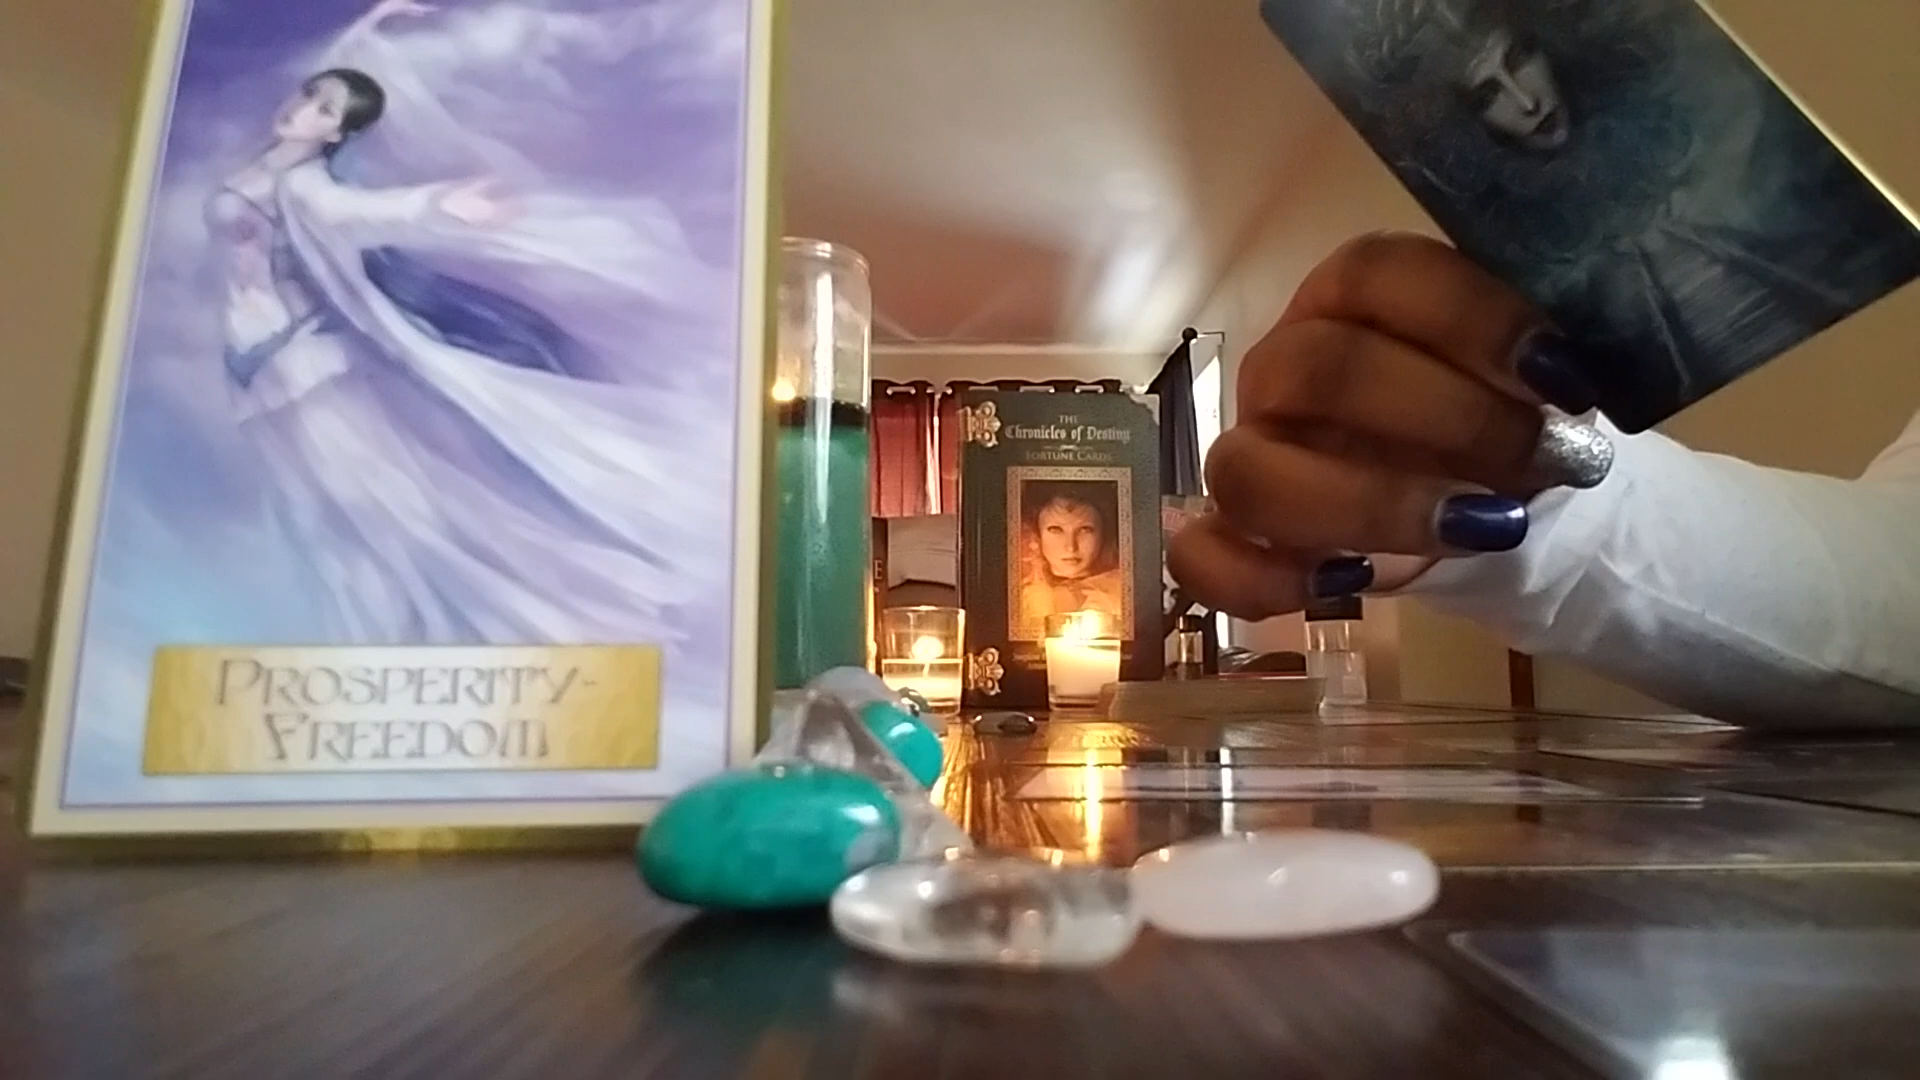 PROSPERITY-
FREEDOM
THE
Chronicles of Destiny
FORTUNE CARDS